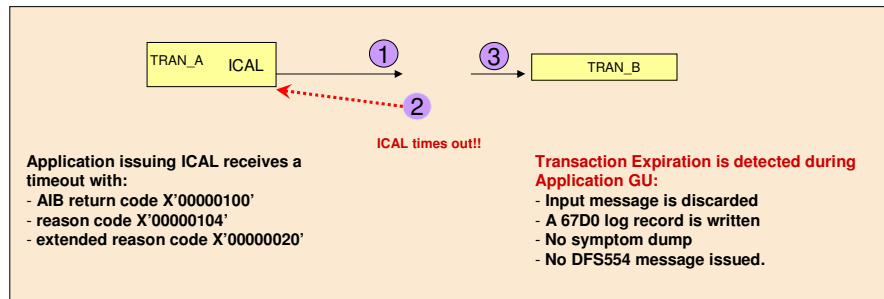 1
3
TRAN_A ICAL
TRAN_B
2
ICAL times out!!
Application issuing ICAL receives a
timeout with:
- AIB return code X'00000100'
- reason code X'00000104'
- extended reason code X'00000020'
Transaction Expiration is detected during
Application GU:
- Input message is discarded
- A 67D0 log record is written
- No symptom dump
- No DFS554 message issued.